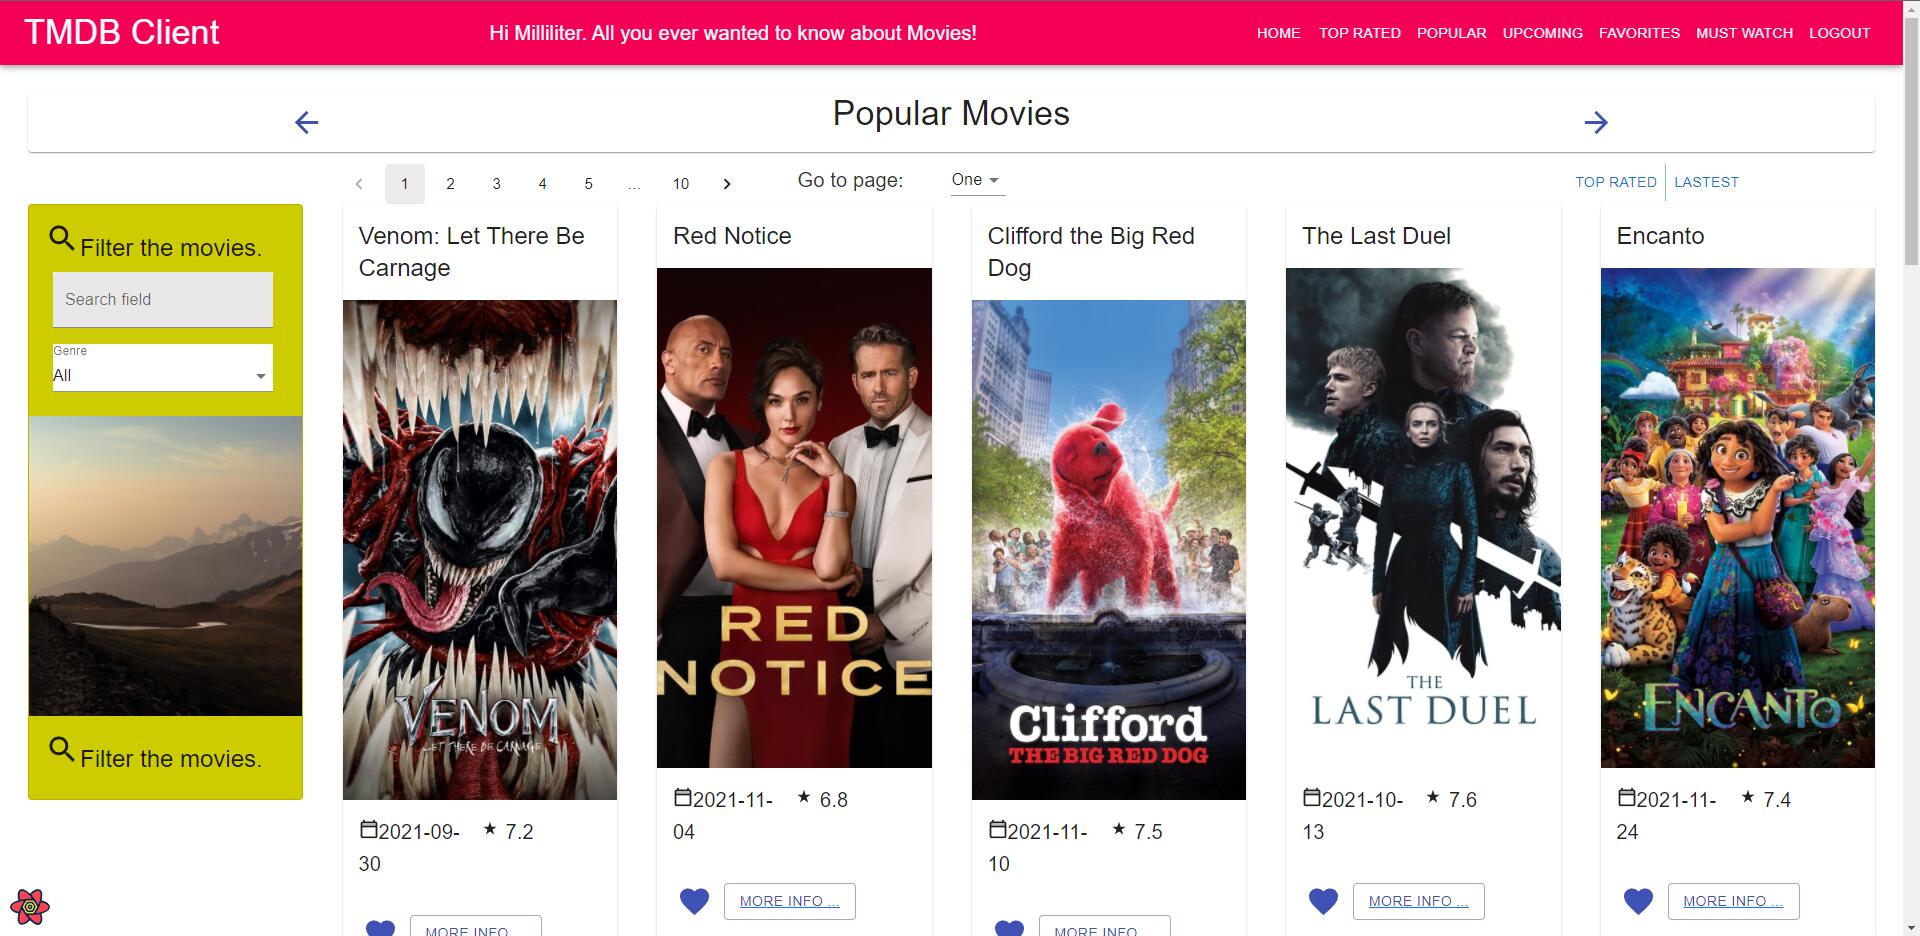 TMDB Client
Hi Milliliter. All you ever wanted to know about Movies!
HOME TOP RATED POPULAR UPCOMING FAVORITES MUST WATCH LOGOUT
Popular Movies
1 2 3 4 5 ... 10
Go to page: One
TOP RATED LASTEST
Filter the movies.
Search field
Genre
All
Filter the movies.
Venom: Let There Be
Carnage
VENOM
LET THERE BE CARNAGE
2021-09- 7.2
30
MORE INFO ...
Red Notice
RED
NOTICE
2021-11- 6.8
04
MORE INFO ...
Clifford the Big Red
Dog
Clifford
THE BIG RED DOG
2021-11- 7.5
10
MORE INFO ...
The Last Duel
THE
LAST DUEL
2021-10- 7.6
13
MORE INFO ...
Encanto
ENCANTO
2021-11- 7.4
24
MORE INFO ...